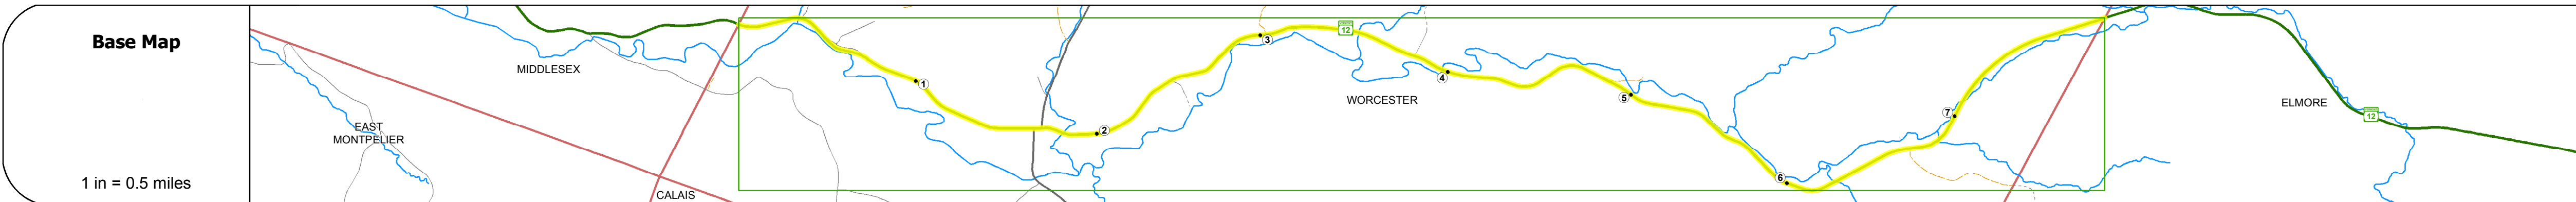 Base Map
1 in = 0.5 miles
EAST
MONTPELIER
MIDDLESEX
CALAIS
1
2
3
12
4
WORCESTER
5
6
7
ELMORE
12